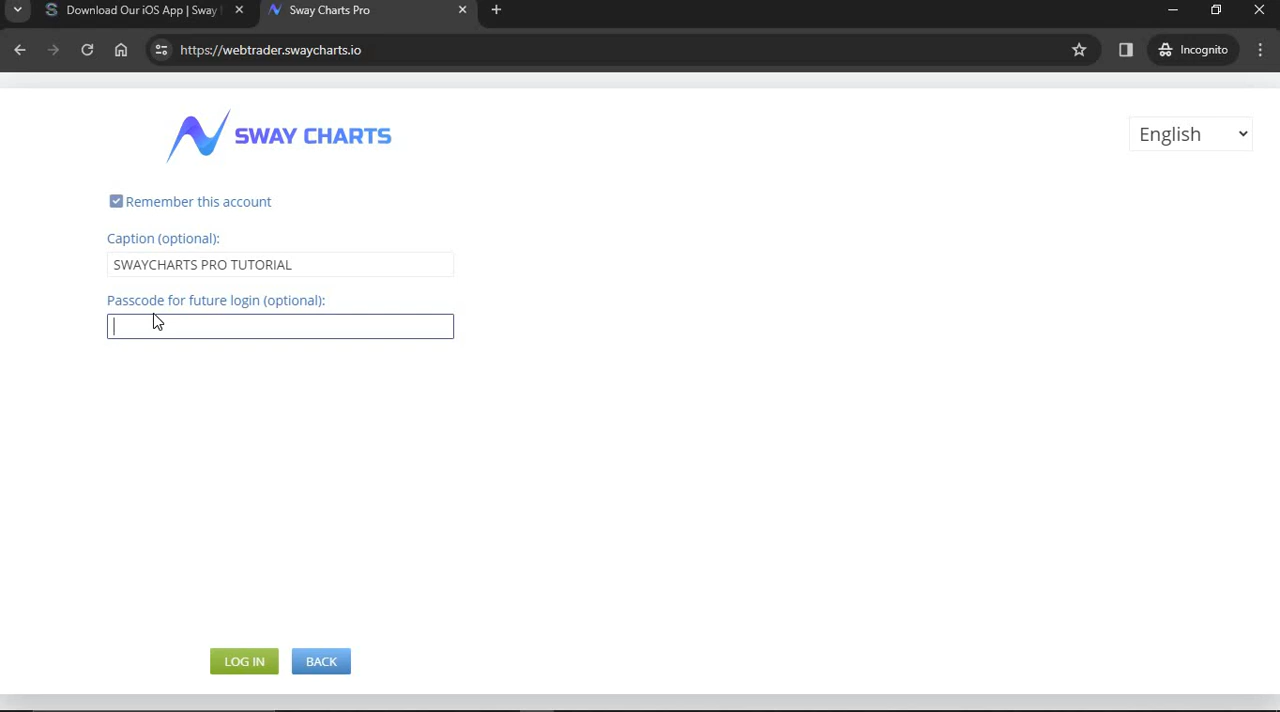 Download Our iOS App | Sway
Sway Charts Pro
https://webtrader.swaycharts.io
Incognito
SWAY CHARTS
English
Remember this account
Caption (optional):
SWAYCHARTS PRO TUTORIAL
Passcode for future login (optional):
LOG IN
BACK